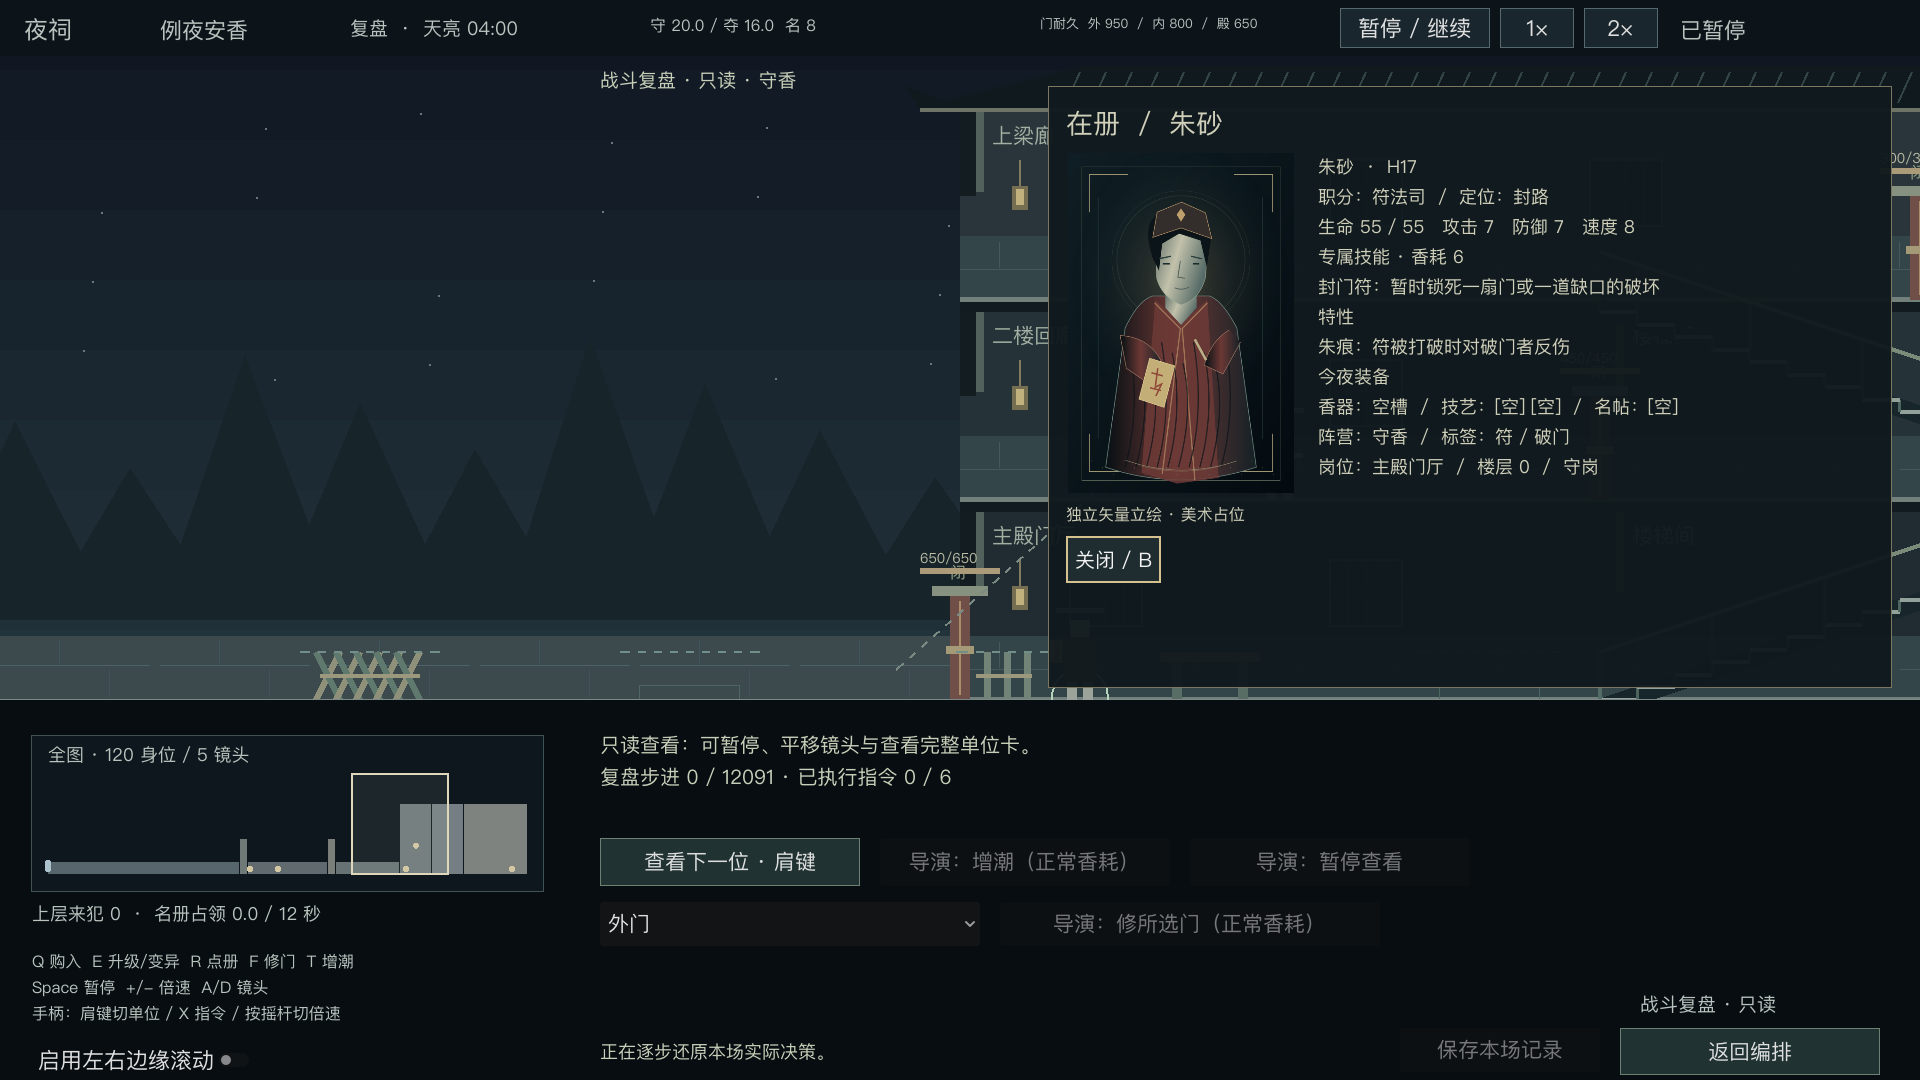 夜祠
例夜安香
复盘 · 天亮 04:00
守 20.0 / 夺 16.0 名 8
门耐久 外 950 / 内 800 / 殿 650
暂停 / 继续
1×
2×
已暂停
战斗复盘 · 只读 · 守香
上梁廊
二楼回
主殿门
650/650
闭
在册 / 朱砂
朱砂 · H17
职分: 符法司 / 定位: 封路
生命 55 / 55 攻击 7 防御 7 速度 8
专属技能 · 香耗 6
封门符: 暂时锁死一扇门或一道缺口的破坏
特性
朱痕: 符被打破时对破门者反伤
今夜装备
香器: 空槽 / 技艺: [空][空] / 名帖: [空]
阵营: 守香 / 标签: 符 / 破门
岗位: 主殿门厅 / 楼层 0 / 守岗
独立矢量立绘 · 美术占位
关闭 / B
全图 · 120 身位 / 5 镜头
上层来犯 0 · 名册占领 0.0 / 12 秒
Q 购入 E 升级/变异 R 点册 F 修门 T 增潮
Space 暂停 +/− 倍速 A/D 镜头
手柄: 肩键切单位 / X 指令 / 按摇杆切倍速
启用左右边缘滚动
只读查看: 可暂停、平移镜头与查看完整单位卡。
复盘步进 0 / 12091 · 已执行指令 0 / 6
查看下一位 · 肩键
导演: 增潮 (正常香耗)
导演: 暂停查看
外门
导演: 修所选门 (正常香耗)
正在逐步还原本场实际决策。
战斗复盘 · 只读
保存本场记录
返回编排